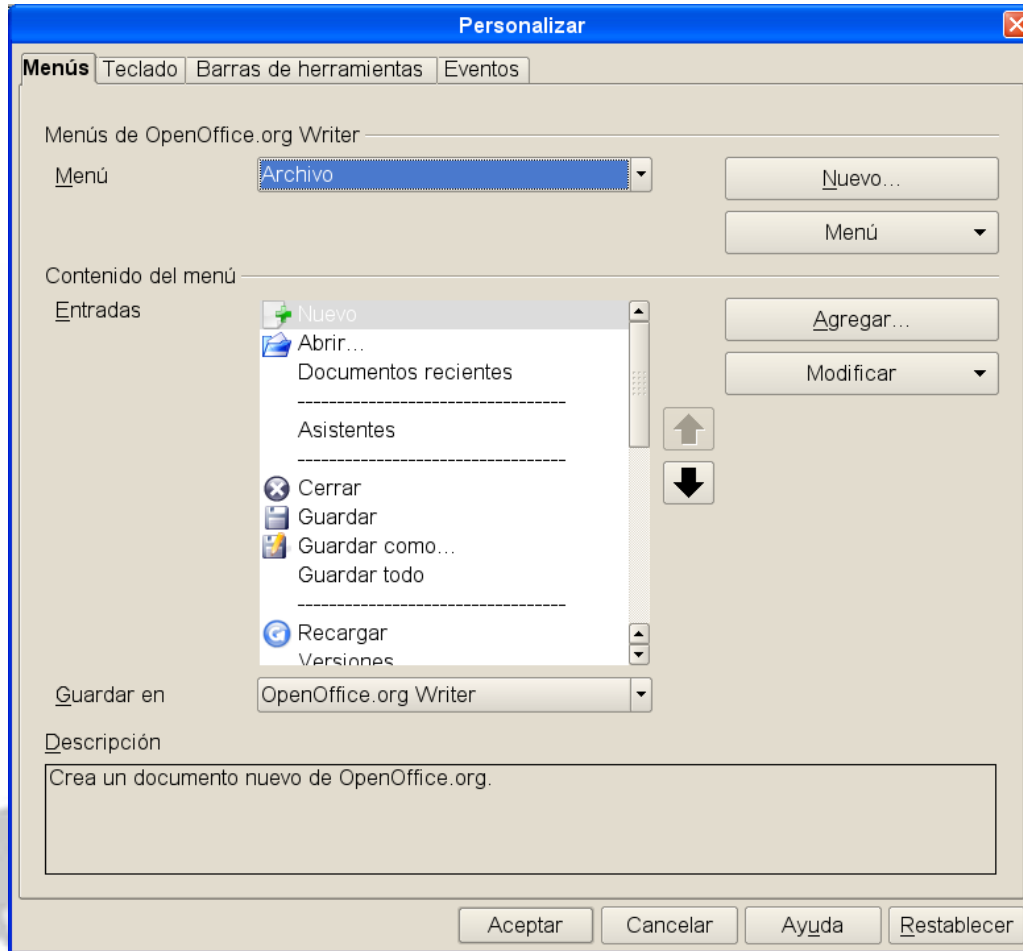 Personalizar
Menús Teclado Barras de herramientas Eventos
Menús de OpenOffice.org Writer
Menú Archivo Nuevo...
Menú
Contenido del menú
Entradas Nuevo Agregar...
Abrir...
Documentos recientes Modificar
----------------------------------
Asistentes
----------------------------------
Cerrar
Guardar
Guardar como...
Guardar todo
----------------------------------
Recargar
Versiones
Guardar en OpenOffice.org Writer
Descripción
Crea un documento nuevo de OpenOffice.org.
Aceptar Cancelar Ayuda Restablecer